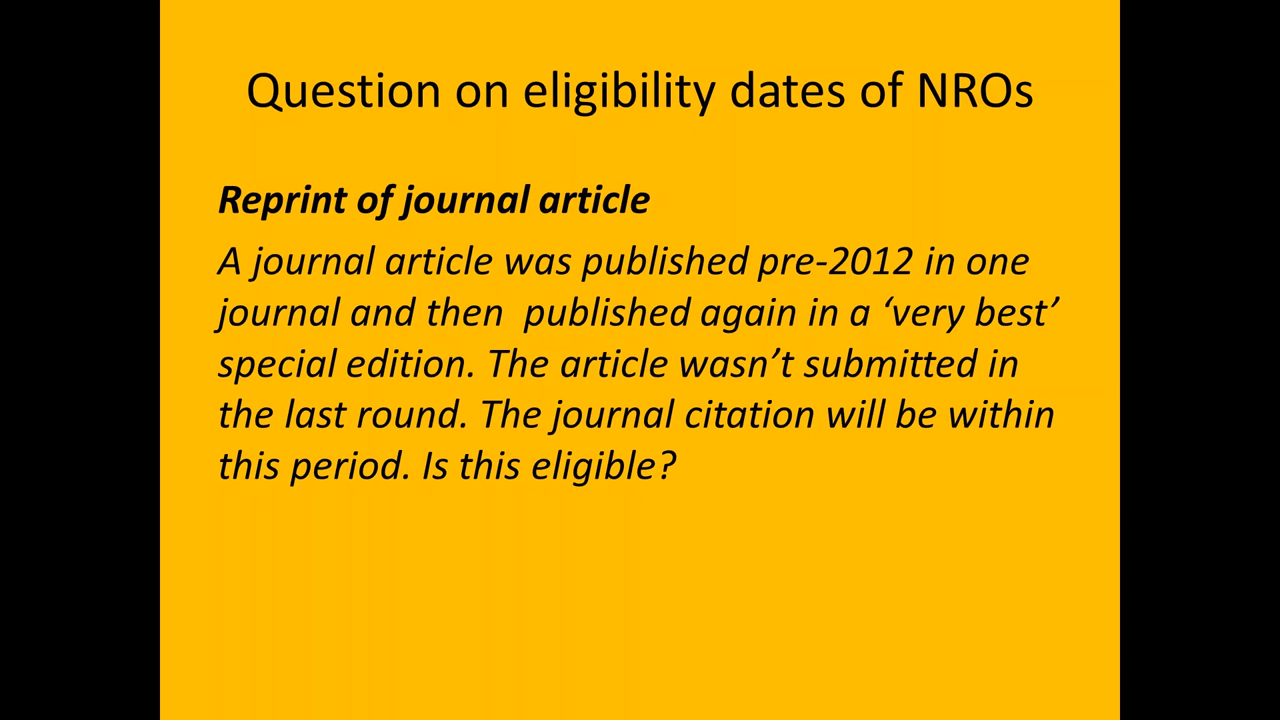 Question on eligibility dates of NROs
Reprint of journal article
A journal article was published pre-2012 in one
journal and then  published again in a ‘very best’
special edition. The article wasn’t submitted in
the last round. The journal citation will be within
this period. Is this eligible?